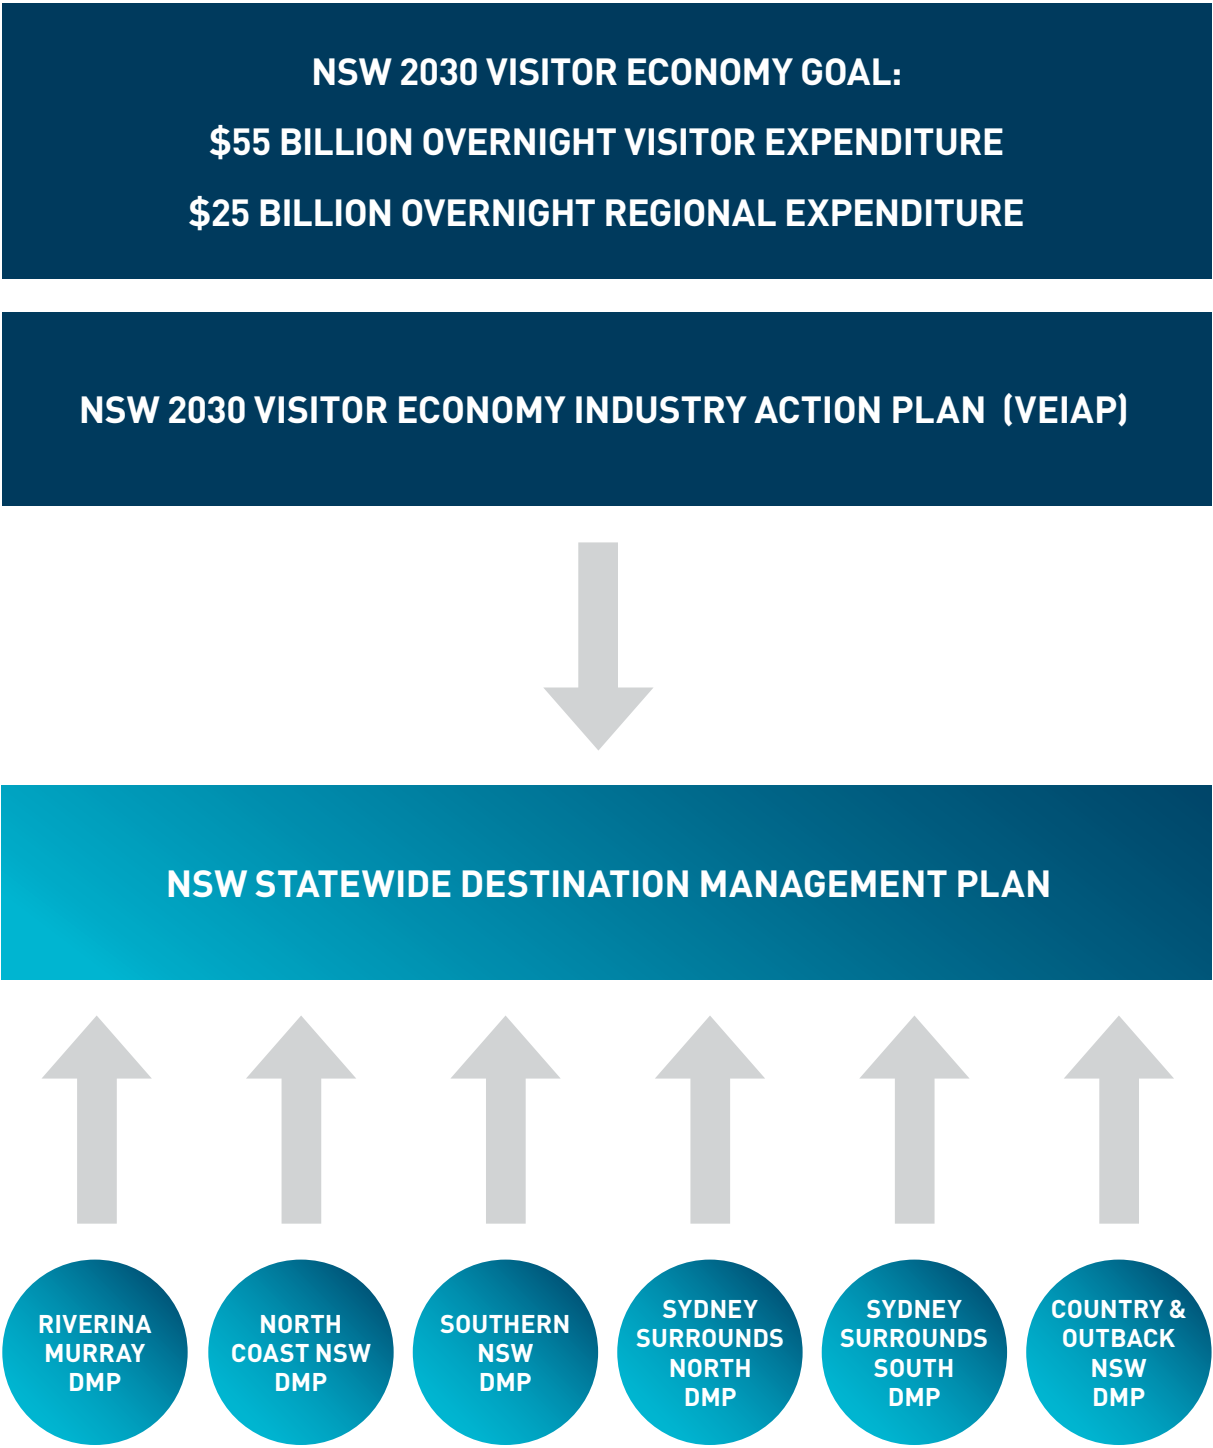 NSW 2030 VISITOR ECONOMY GOAL:
$55 BILLION OVERNIGHT VISITOR EXPENDITURE
$25 BILLION OVERNIGHT REGIONAL EXPENDITURE
NSW 2030 VISITOR ECONOMY INDUSTRY ACTION PLAN (VEIAP)
NSW STATEWIDE DESTINATION MANAGEMENT PLAN
RIVERINA
MURRAY
DMP
NORTH
COAST NSW
DMP
SOUTHERN
NSW
DMP
SYDNEY
SURROUNDS
NORTH
DMP
SYDNEY
SURROUNDS
SOUTH
DMP
COUNTRY &
OUTBACK
NSW
DMP